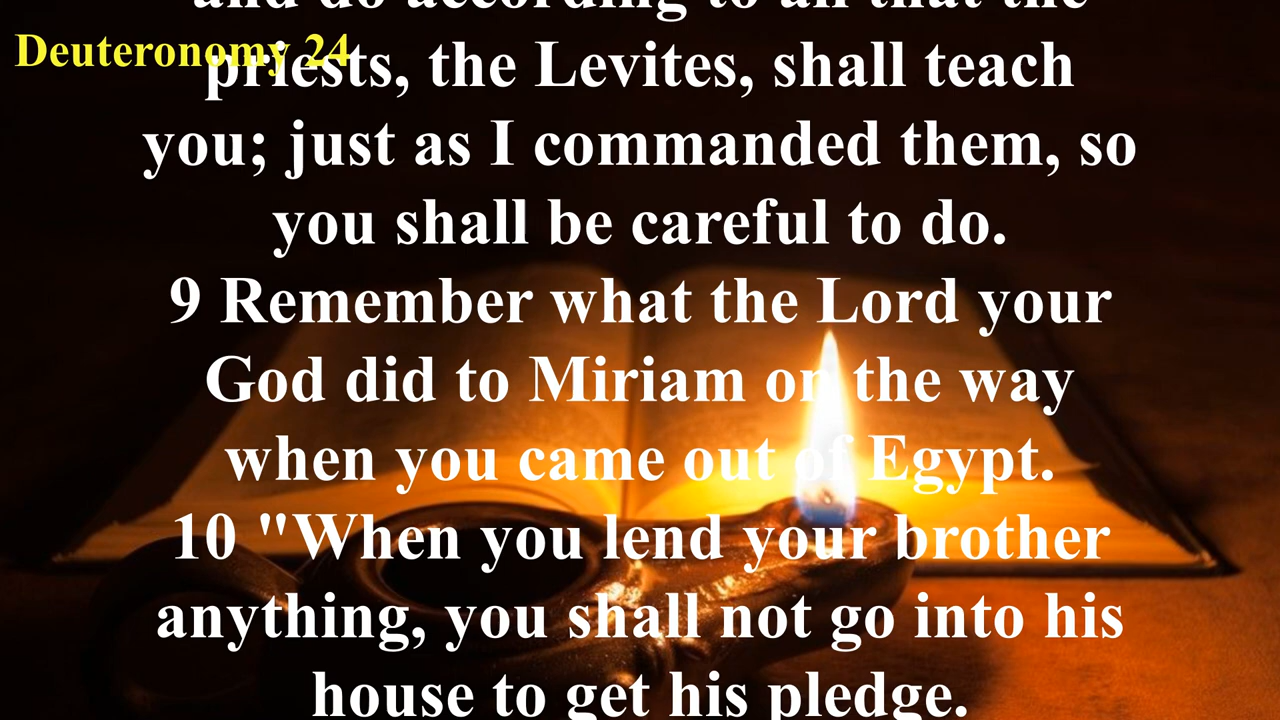 and do according to all that the
Deuteronomy 24
priests, the Levites, shall teach
you; just as I commanded them, so
you shall be careful to do.
9 Remember what the Lord your
God did to Miriam on the way
when you came out of Egypt.
10 "When you lend your brother
anything, you shall not go into his
house to get his pledge.